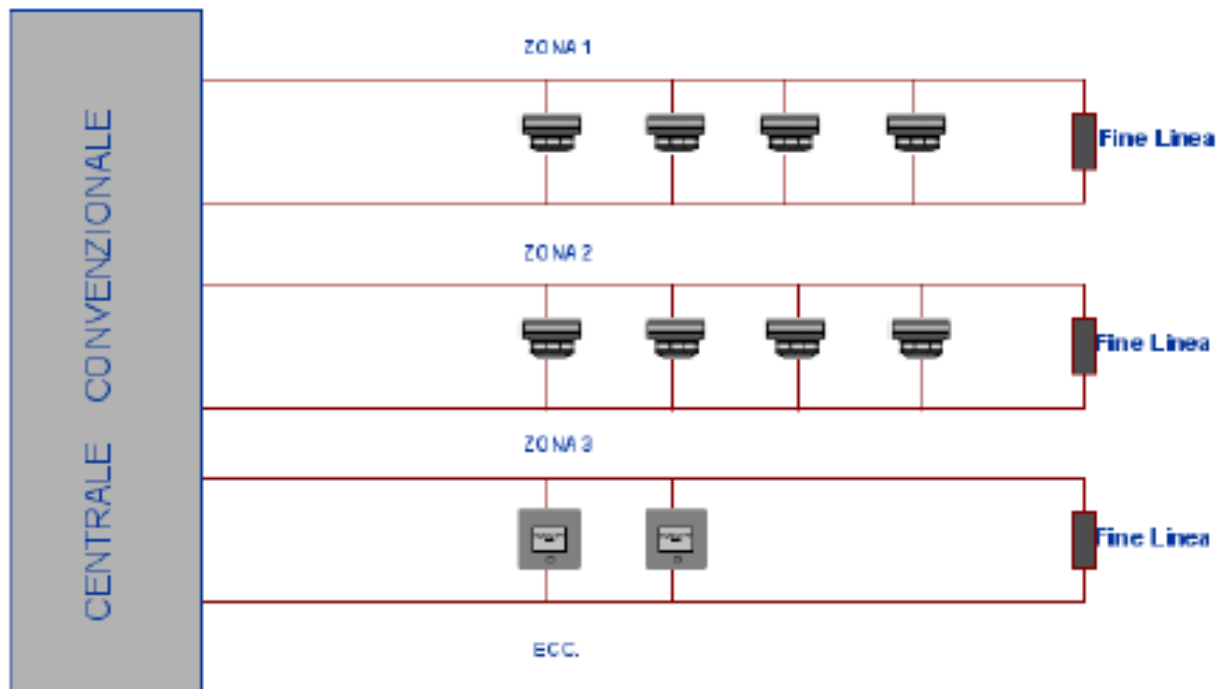 CENTRALE CONVENZIONALE
ZONA 1
Fine Linea
ZONA 2
Fine Linea
ZONA 3
Fine Linea
ECC.